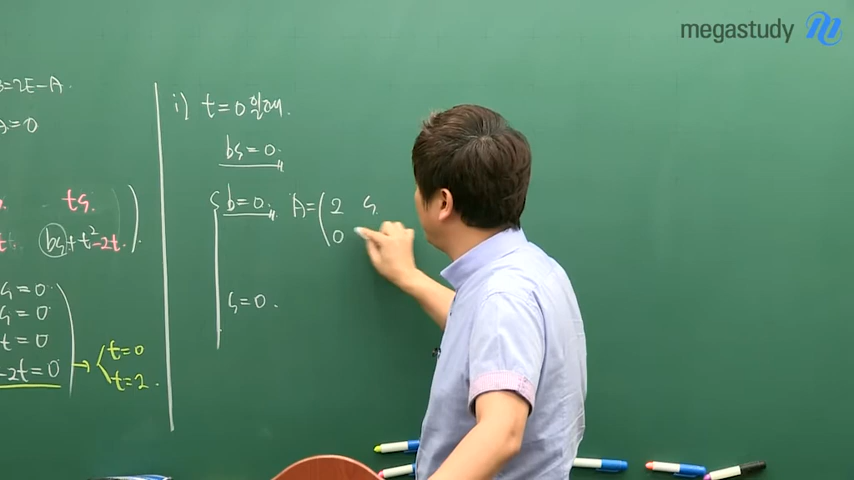 megastudy
B=2E-A.
A=0
ts.
bs+t²-2t.
s=0.
s=0
t=0
-2t=0
t=0
t=2.
i) t=0일때.
bs=0.
b=0. A=(2 s.
0
s=0.